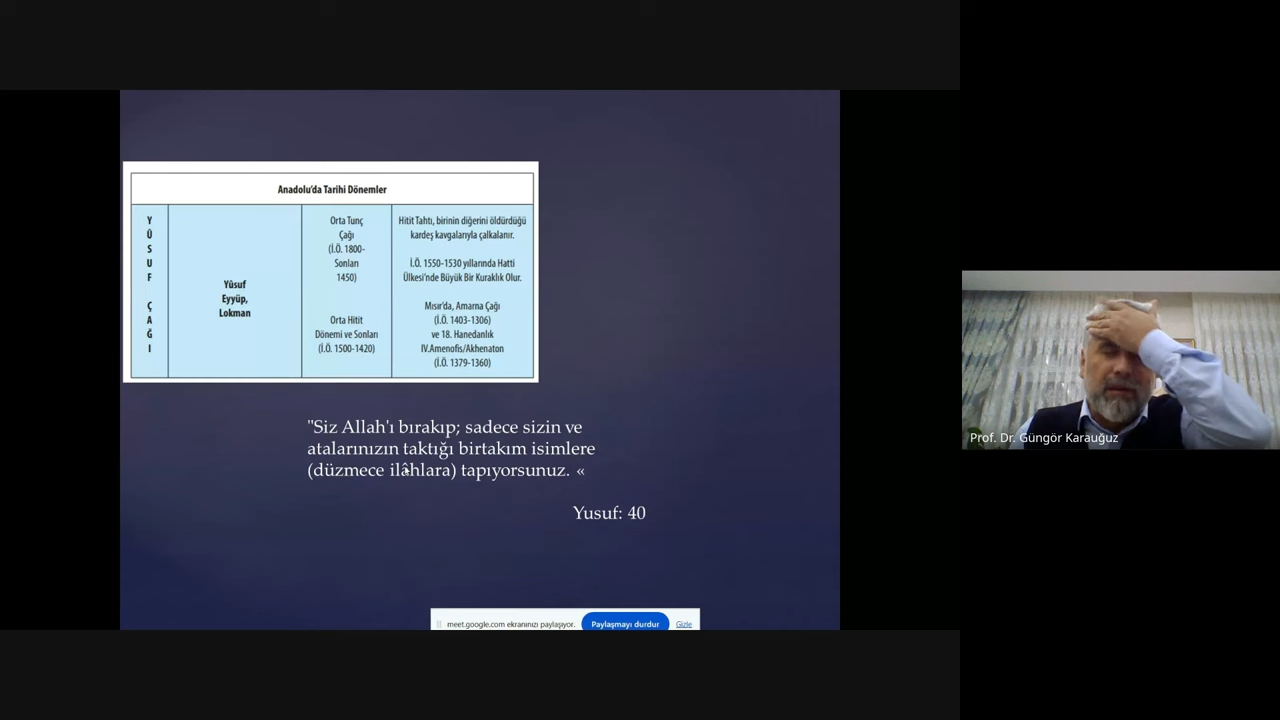 Anadolu'da Tarihi Dönemler
Y
Û
S
U
F
Ç
A
Ğ
I
Yûsuf
Eyyüp,
Lokman
Orta Tunç
Çağı
(İ.Ö. 1800-
Sonları
1450)
Orta Hitit
Dönemi ve Sonları
(İ.Ö. 1500-1420)
Hitit Tahtı, birinin diğerini öldürdüğü
kardeş kavgalarıyla çalkalanır.
İ.Ö. 1550-1530 yıllarında Hatti
Ülkesi'nde Büyük Bir Kuraklık Olur.
Mısır'da, Amarna Çağı
(İ.Ö. 1403-1306)
ve 18. Hanedanlık
IV.Amenofis/Akhenaton
(İ.Ö. 1379-1360)
"Siz Allah'ı bırakıp; sadece sizin ve
atalarınızın taktığı birtakım isimlere
(düzmece ilâhlara) tapıyorsunuz. «
Yusuf: 40
meet.google.com ekranınızı paylaşıyor. Paylaşmayı durdur Gizle
Prof. Dr. Güngör Karauğuz